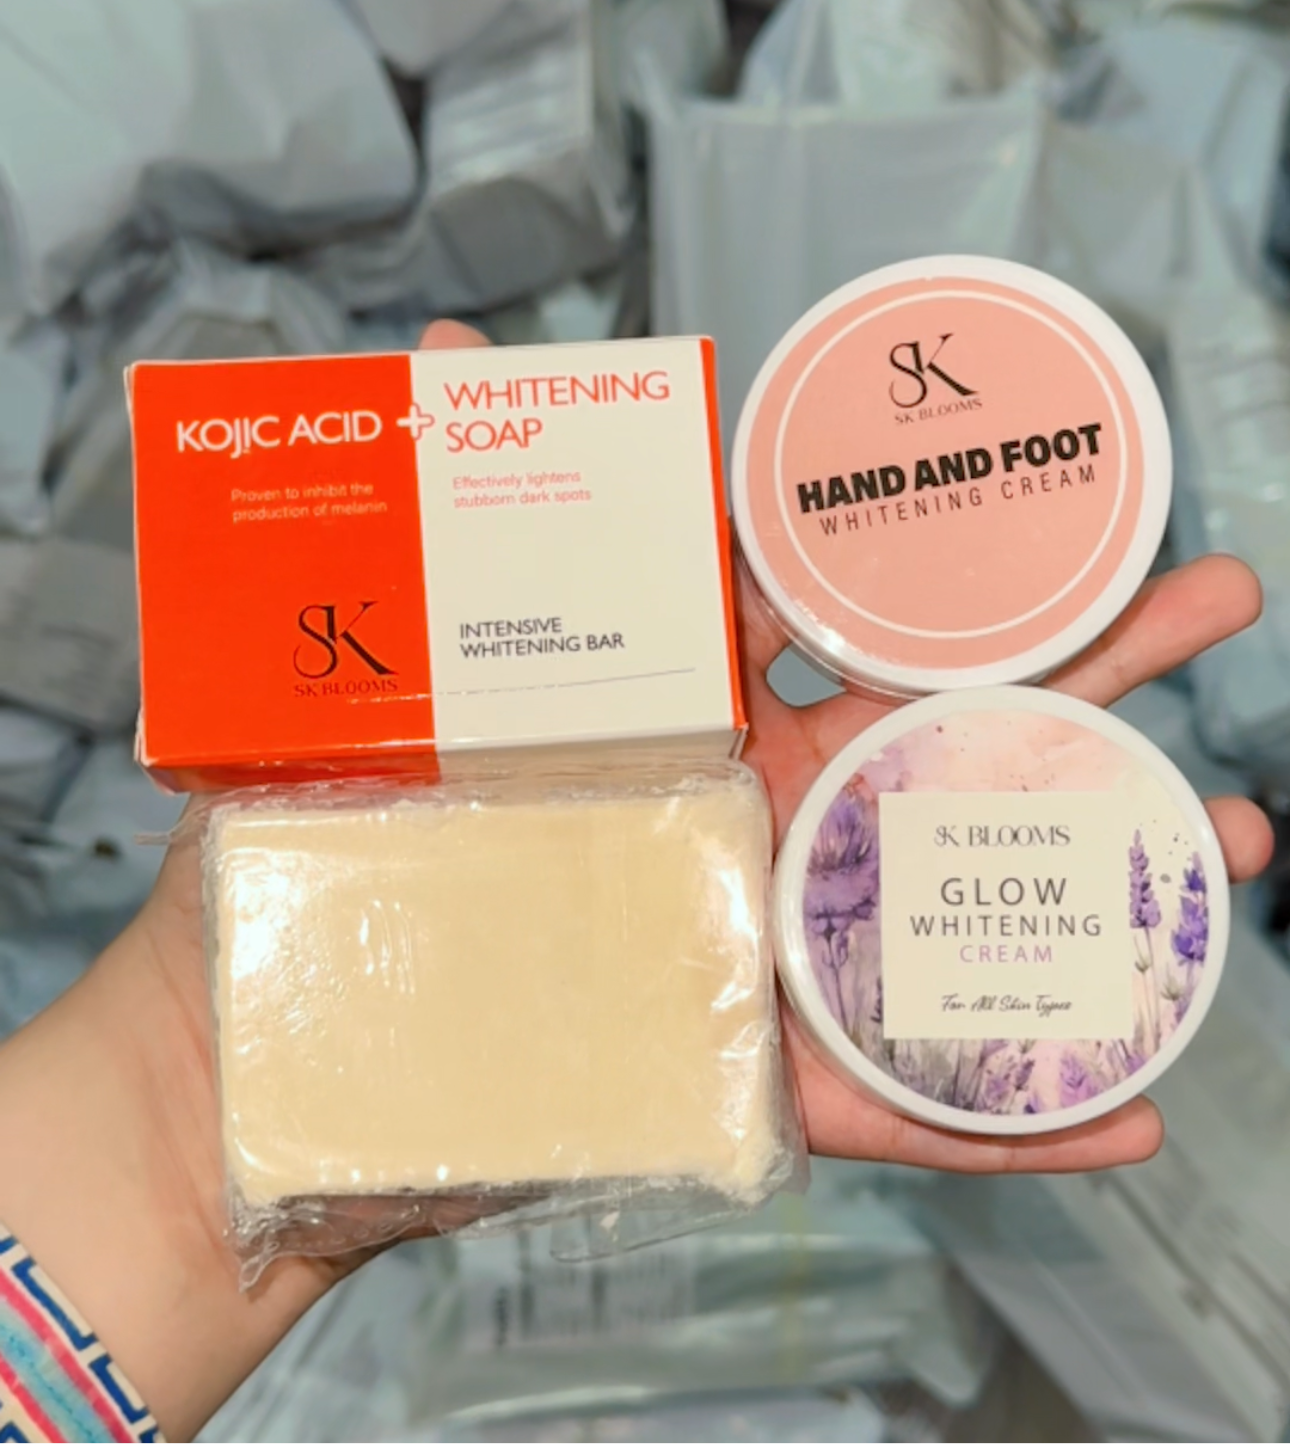 KOJIC ACID +
Proven to inhibit the
production of melanin
SK
SK BLOOMS
WHITENING
SOAP
Effectively lightens
stubborn dark spots
INTENSIVE
WHITENING BAR
SK
SK BLOOMS
HAND AND FOOT
WHITENING CREAM
SK BLOOMS
GLOW
WHITENING
CREAM
For All Skin Types